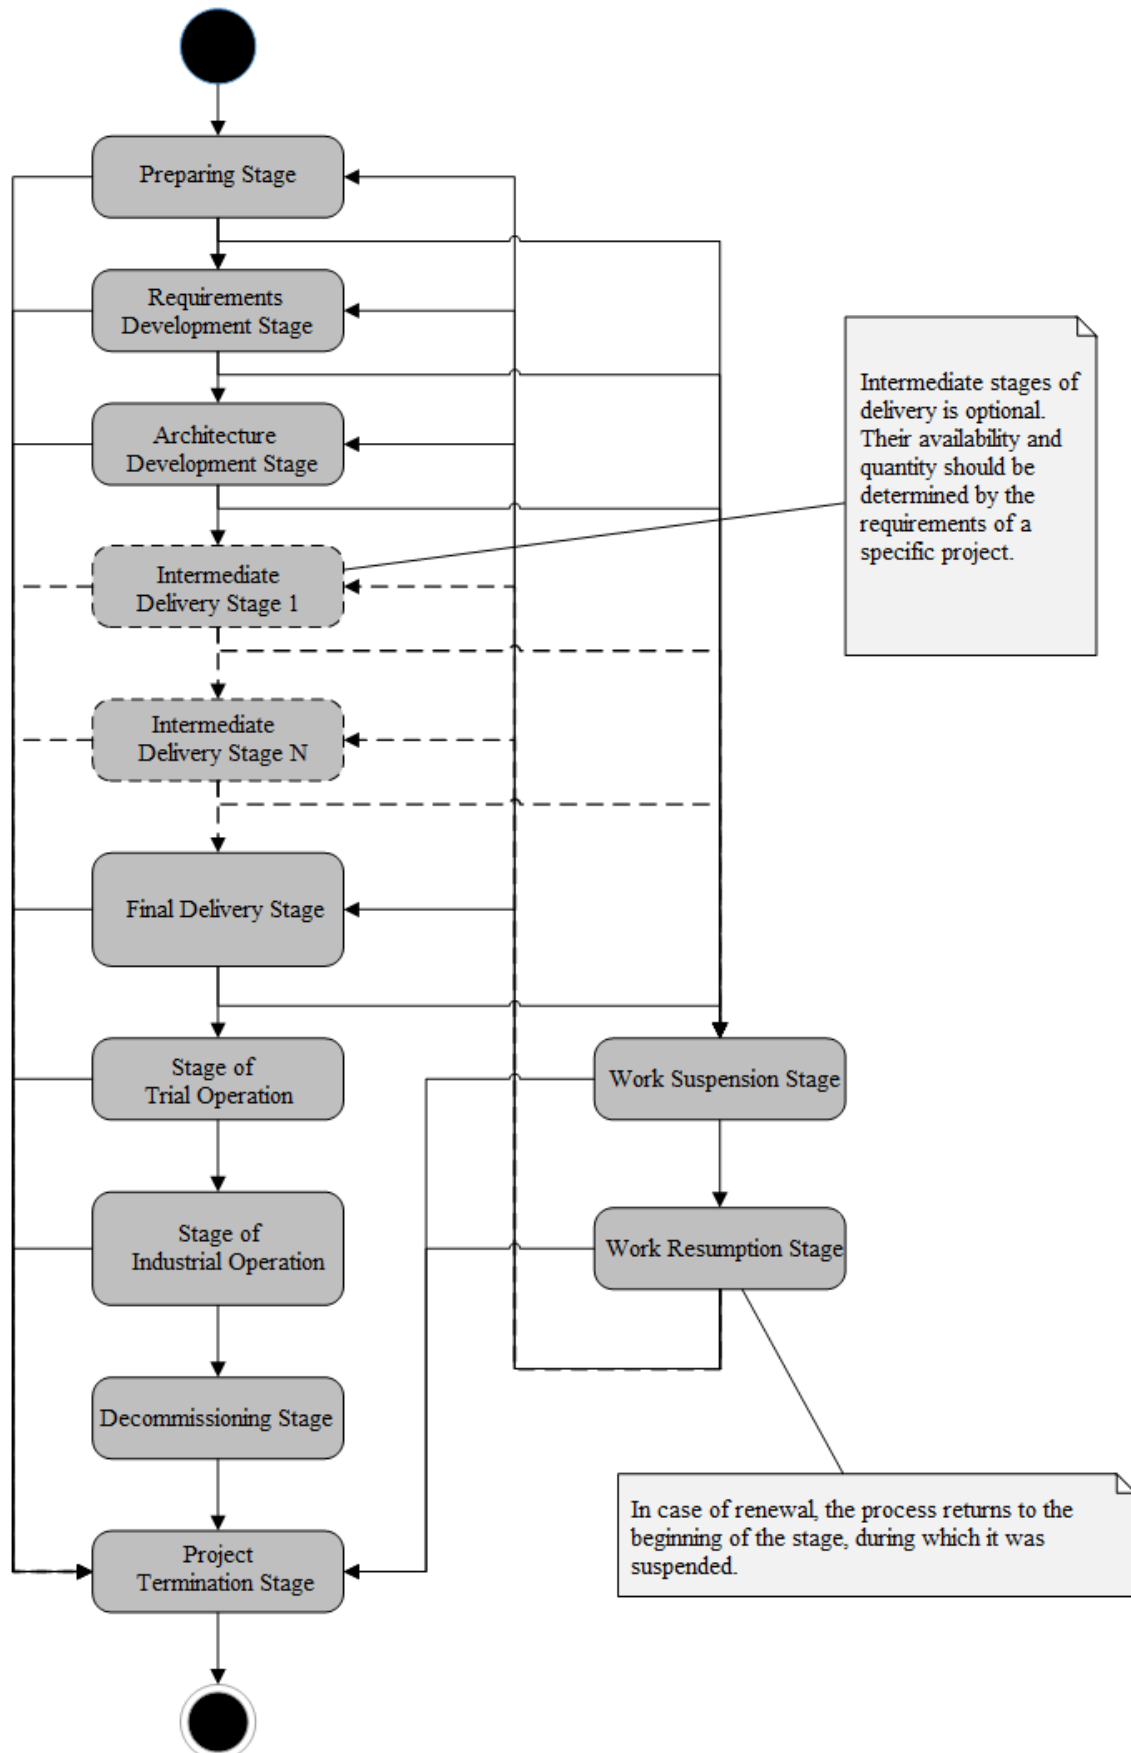 Preparing Stage
Requirements
Development Stage
Architecture
Development Stage
Intermediate stages of
delivery is optional.
Their availability and
quantity should be
determined by the
requirements of a
specific project.
Intermediate
Delivery Stage 1
Intermediate
Delivery Stage N
Final Delivery Stage
Stage of
Trial Operation
Work Suspension Stage
Stage of
Industrial Operation
Work Resumption Stage
Decommissioning Stage
In case of renewal, the process returns to the
beginning of the stage, during which it was
suspended.
Project
Termination Stage